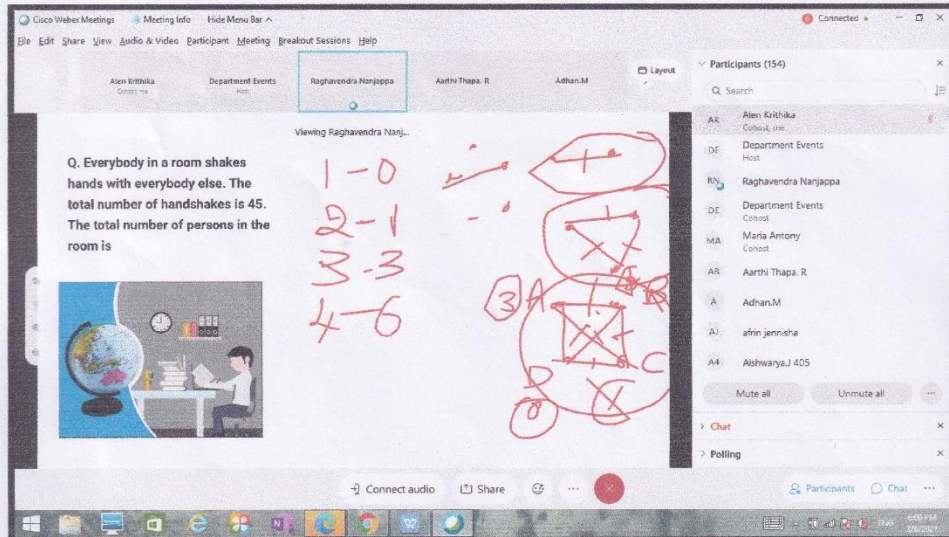 Cisco Webex Meetings Meeting Info Hide Menu Bar
Connected
File Edit Share View Audio & Video Participant Meeting Breakout Sessions Help
Alen Krithika
Cohost, me
Department Events
Host
Raghavendra Nanjappa
Aarthi Thapa. R
Adhan.M
Layout
Viewing Raghavendra Nanj...
Q. Everybody in a room shakes
hands with everybody else. The
total number of handshakes is 45.
The total number of persons in the
room is
1-0
2-1
3-3
4-6
3 A B
D C
Participants (154)
Search
AK Alen Krithika
Cohost, me
DE Department Events
Host
RN Raghavendra Nanjappa
DE Department Events
Cohost
MA Maria Antony
Cohost
AR Aarthi Thapa. R
A Adhan.M
AJ afrin jennisha
A4 Aishwarya.J 405
Mute all Unmute all
Chat
Polling
Connect audio Share
Participants Chat
ENG